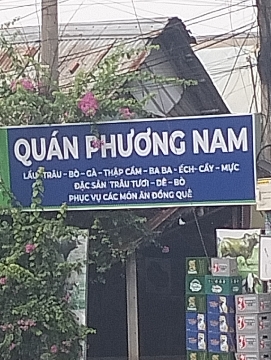 QUÁN PHƯƠNG NAM
LẨU: TRÂU - BÒ - GÀ - THẬP CẨM - BA BA - ẾCH - CẦY - MỰC
ĐẶC SẢN TRÂU TƯƠI - DÊ - BÒ
PHỤC VỤ CÁC MÓN ĂN ĐỒNG QUÊ